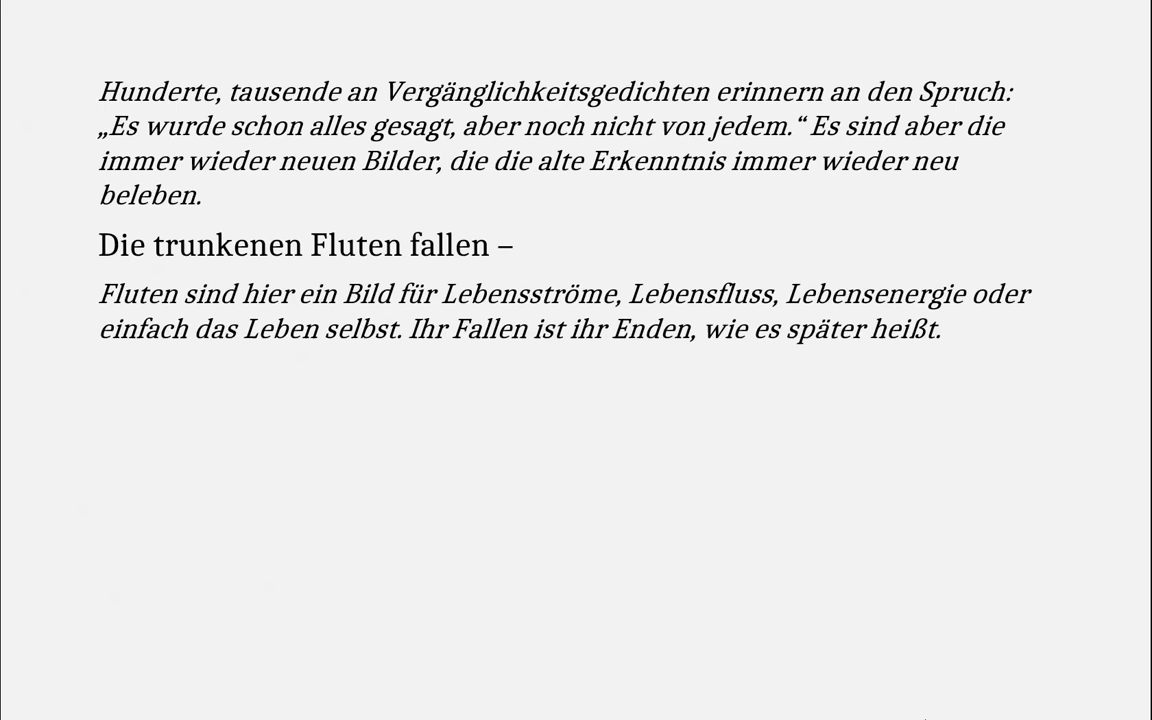 Hunderte, tausende an Vergänglichkeitsgedichten erinnern an den Spruch:
„Es wurde schon alles gesagt, aber noch nicht von jedem.“ Es sind aber die
immer wieder neuen Bilder, die die alte Erkenntnis immer wieder neu
beleben.
Die trunkenen Fluten fallen –
Fluten sind hier ein Bild für Lebensströme, Lebensfluss, Lebensenergie oder
einfach das Leben selbst. Ihr Fallen ist ihr Enden, wie es später heißt.